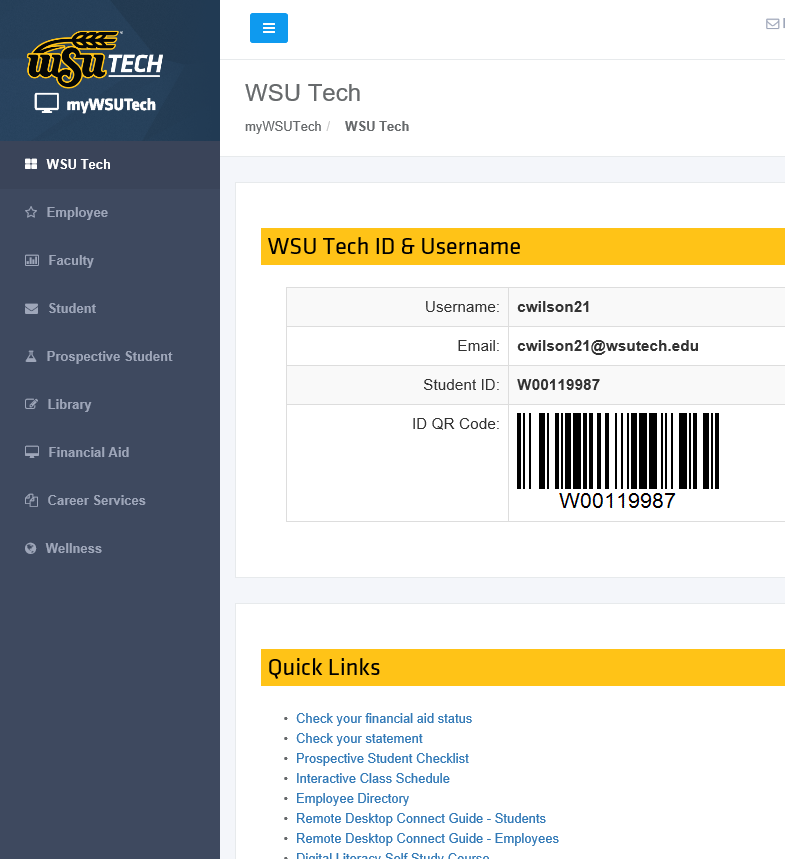 WSU TECH
myWSUTech
WSU Tech
Employee
Faculty
Student
Prospective Student
Library
Financial Aid
Career Services
Wellness
WSU Tech
myWSUTech / WSU Tech
WSU Tech ID & Username
Username: cwilson21
Email: cwilson21@wsutech.edu
Student ID: W00119987
ID QR Code:
W00119987
Quick Links
• Check your financial aid status
• Check your statement
• Prospective Student Checklist
• Interactive Class Schedule
• Employee Directory
• Remote Desktop Connect Guide - Students
• Remote Desktop Connect Guide - Employees
• Digital Literacy Self Study Course